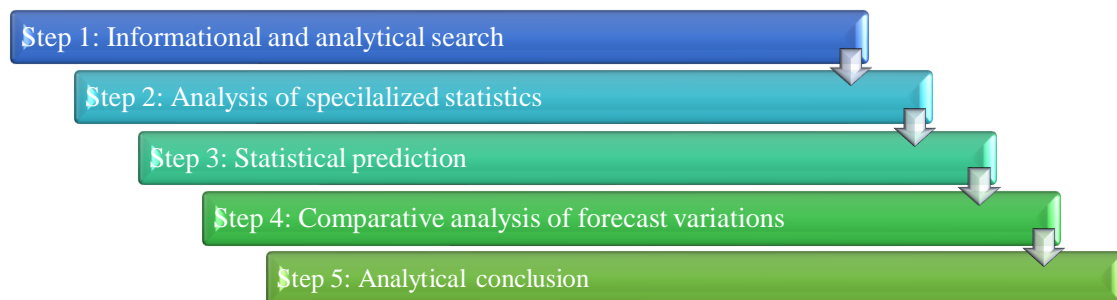 Step 1: Informational and analytical search
Step 2: Analysis of specilalized statistics
Step 3: Statistical prediction
Step 4: Comparative analysis of forecast variations
Step 5: Analytical conclusion